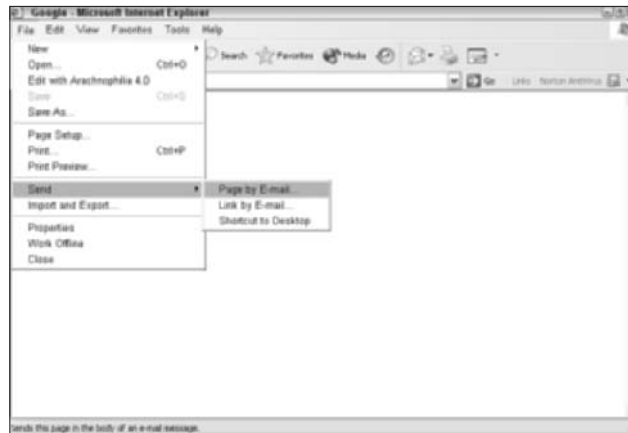 Google - Microsoft Internet Explorer
File Edit View Favorites Tools Help
Search Favorites Media
Go Links Norton Antivirus
New
Open... Ctrl+O
Edit with Arachnophilia 4.0
Save Ctrl+S
Save As...
Page Setup...
Print... Ctrl+P
Print Preview...
Send
Import and Export...
Properties
Work Offline
Close
Page by E-mail...
Link by E-mail...
Shortcut to Desktop
Sends this page in the body of an e-mail message.